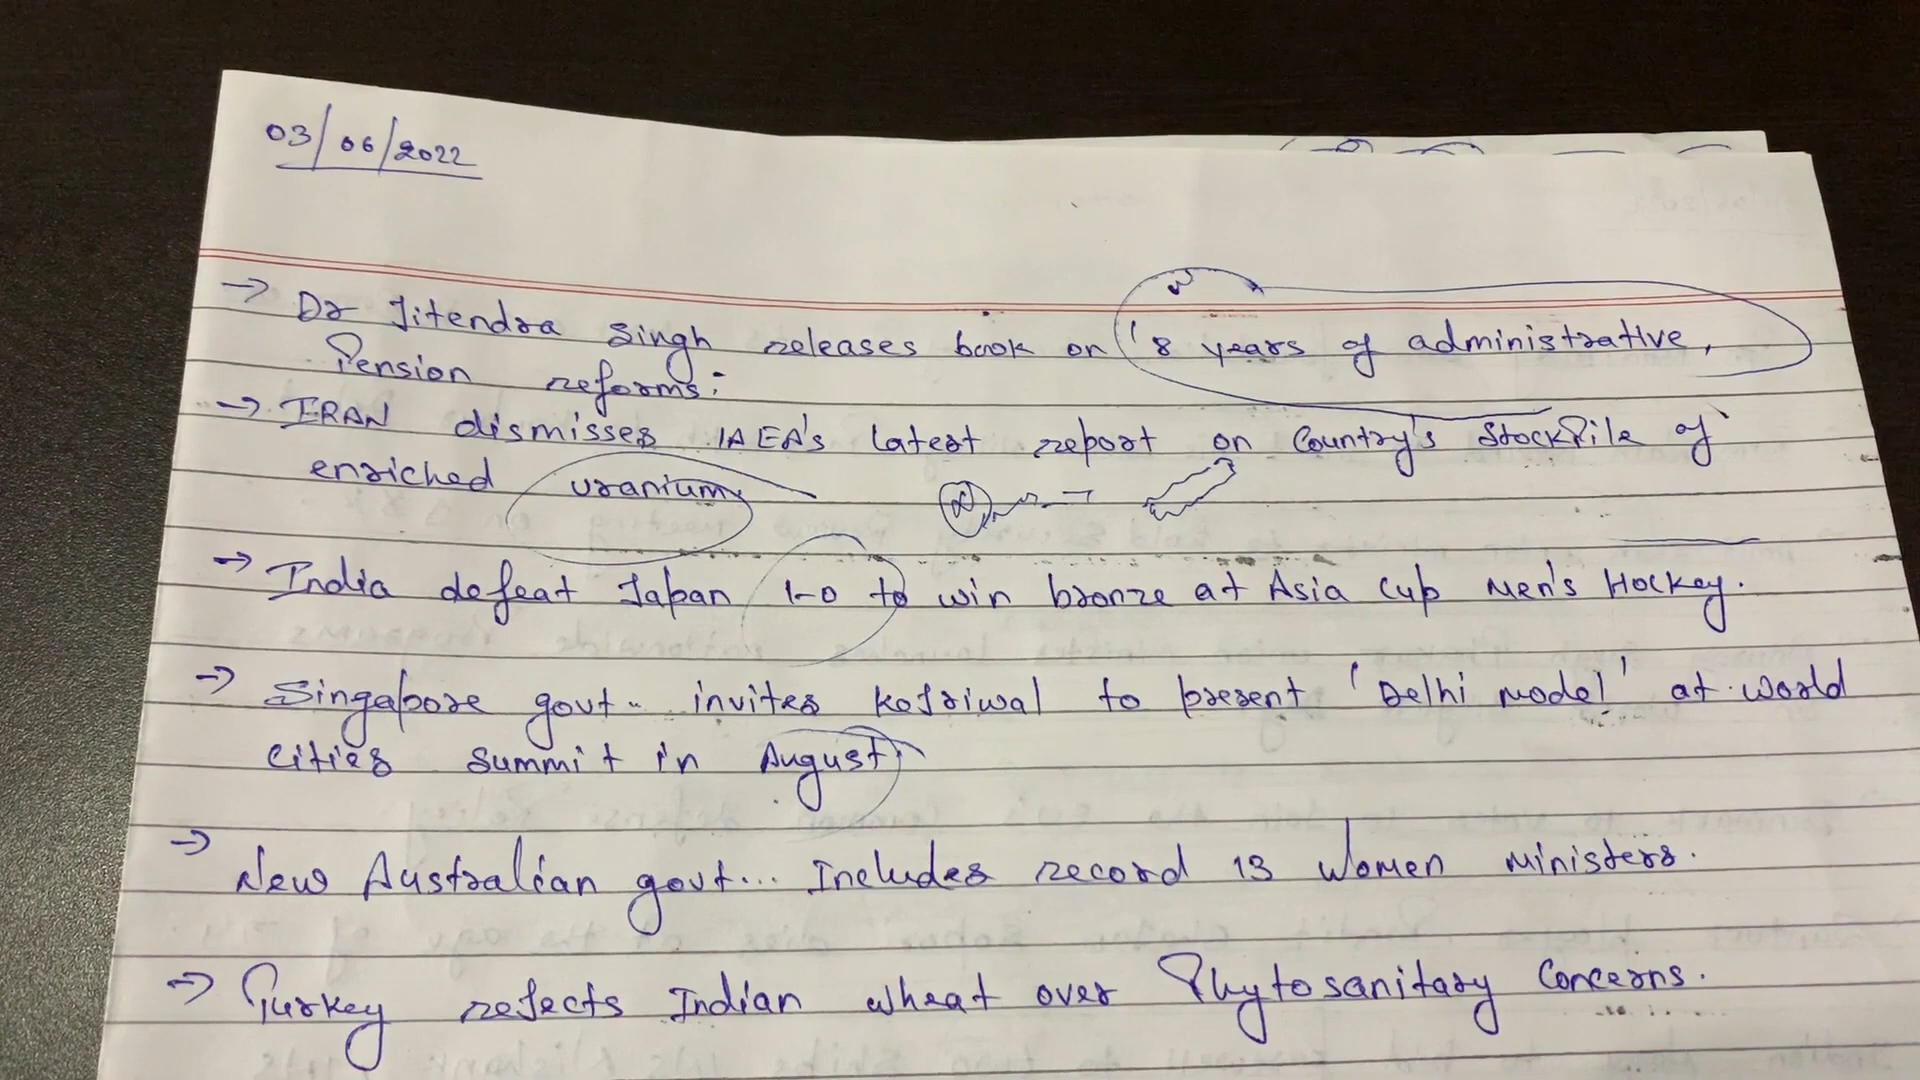 03/06/2022
→ Dr Jitendra Singh releases book on '8 years of administrative,
Pension reforms:
→ IRAN dismisses IAEA's latest report on Country's StockPile of
enriched uranium
→ India defeat Japan 1-0 to win bronze at Asia Cup Men's Hockey.
→ Singapore govt.. invites kejriwal to present 'Delhi model' at world
cities summit in August
→ New Australian govt... Includes record 13 women ministers.
→ Turkey rejects Indian wheat over Phytosanitary Concerns.